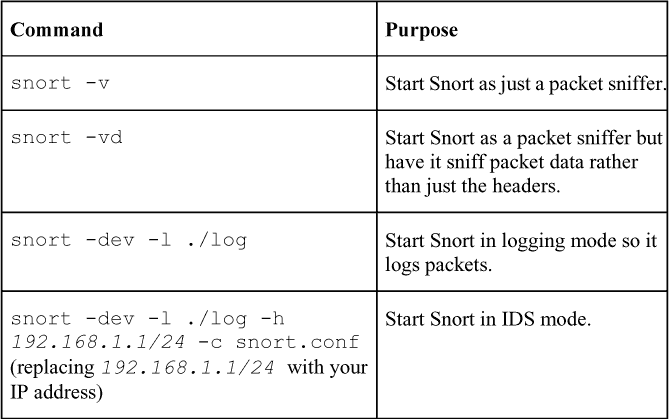 Command Purpose
snort -v Start Snort as just a packet sniffer.
snort -vd Start Snort as a packet sniffer but
have it sniff packet data rather
than just the headers.
snort -dev -l ./log Start Snort in logging mode so it
logs packets.
snort -dev -l ./log -h Start Snort in IDS mode.
192.168.1.1/24 -c snort.conf
(replacing 192.168.1.1/24 with your
IP address)